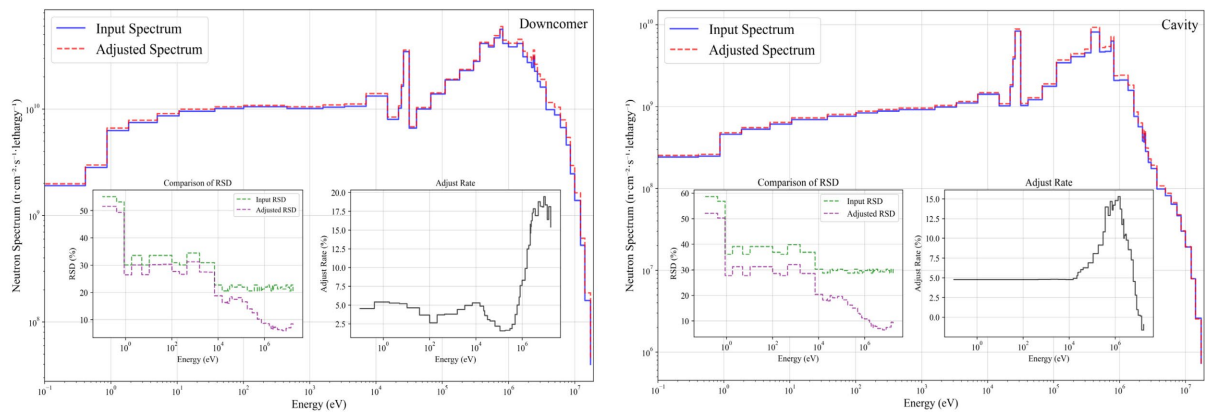 Downcomer
Input Spectrum
Adjusted Spectrum
Neutron Spectrum (n·cm⁻²·s⁻¹·lethargy⁻¹)
10¹⁰
10⁹
10⁸
Comparison of RSD
Input RSD
Adjusted RSD
RSD (%)
50
40
30
20
10
10⁰ 10² 10⁴ 10⁶
Energy (eV)
Adjust Rate
Adjust Rate (%)
20.0
17.5
15.0
12.5
10.0
7.5
5.0
2.5
10⁰ 10² 10⁴ 10⁶
Energy (eV)
10⁻¹ 10⁰ 10¹ 10² 10³ 10⁴ 10⁵ 10⁶ 10⁷
Energy (eV)
Cavity
Input Spectrum
Adjusted Spectrum
Neutron Spectrum (n·cm⁻²·s⁻¹·lethargy⁻¹)
10¹⁰
10⁹
10⁸
10⁷
10⁶
Comparison of RSD
Input RSD
Adjusted RSD
RSD (%)
60
50
40
30
20
10
10⁰ 10² 10⁴ 10⁶
Energy (eV)
Adjust Rate
Adjust Rate (%)
15.0
12.5
10.0
7.5
5.0
2.5
0.0
10⁰ 10² 10⁴ 10⁶
Energy (eV)
10⁻¹ 10⁰ 10¹ 10² 10³ 10⁴ 10⁵ 10⁶ 10⁷
Energy (eV)